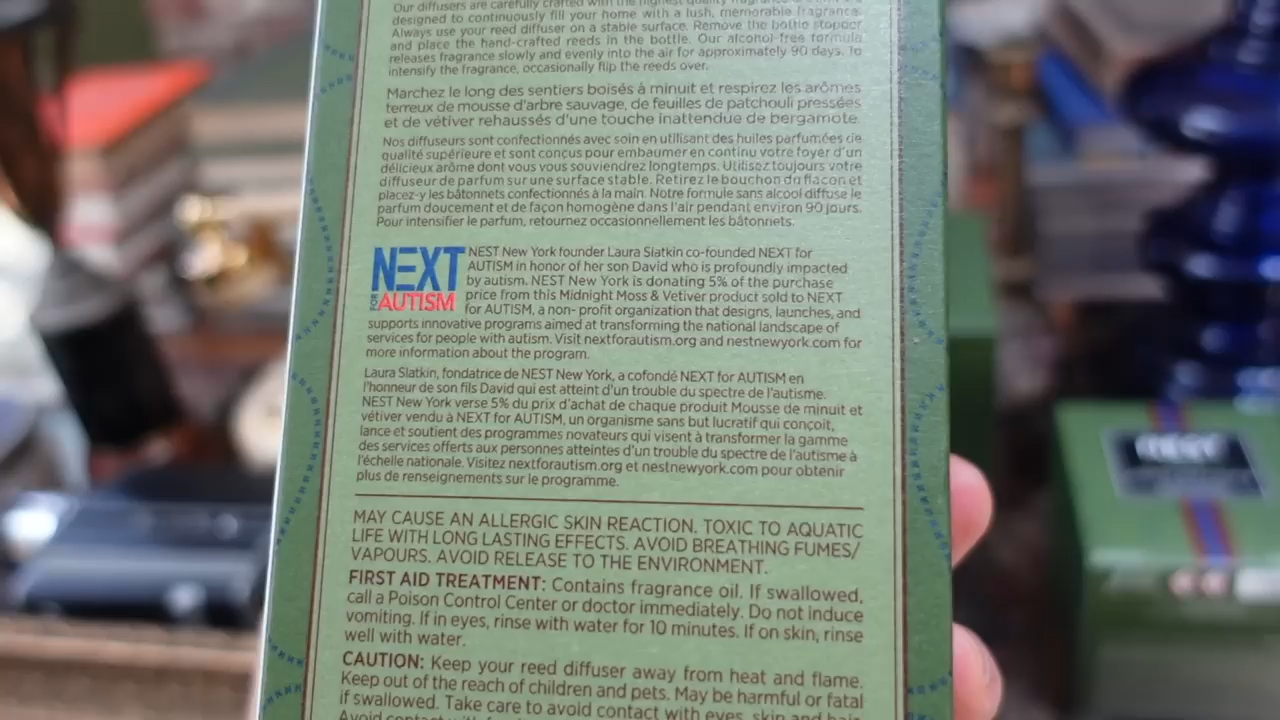 Our diffusers are carefully crafted with the highest quality fragrance
designed to continuously fill your home with a lush, memorable fragrance.
Always use your reed diffuser on a stable surface. Remove the bottle stopper
and place the hand-crafted reeds in the bottle. Our alcohol-free formula
releases fragrance slowly and evenly into the air for approximately 90 days. To
intensify the fragrance, occasionally flip the reeds over.
Marchez le long des sentiers boisés à minuit et respirez les arômes
terreux de mousse d'arbre sauvage, de feuilles de patchouli pressées
et de vétiver rehaussés d'une touche inattendue de bergamote.
Nos diffuseurs sont confectionnés avec soin en utilisant des huiles parfumées de
qualité supérieure et sont conçus pour embaumer en continu votre foyer d'un
délicieux arôme dont vous vous souviendrez longtemps. Utilisez toujours votre
diffuseur de parfum sur une surface stable. Retirez le bouchon du flacon et
placez-y les bâtonnets confectionnés à la main. Notre formule sans alcool diffuse le
parfum doucement et de façon homogène dans l'air pendant environ 90 jours.
Pour intensifier le parfum, retournez occasionnellement les bâtonnets.
NEXT
FOR AUTISM
NEST New York founder Laura Slatkin co-founded NEXT for
AUTISM in honor of her son David who is profoundly impacted
by autism. NEST New York is donating 5% of the purchase
price from this Midnight Moss & Vetiver product sold to NEXT
for AUTISM, a non- profit organization that designs, launches, and
supports innovative programs aimed at transforming the national landscape of
services for people with autism. Visit nextforautism.org and nestnewyork.com for
more information about the program.
Laura Slatkin, fondatrice de NEST New York, a cofondé NEXT for AUTISM en
l'honneur de son fils David qui est atteint d'un trouble du spectre de l'autisme.
NEST New York verse 5% du prix d'achat de chaque produit Mousse de minuit et
vétiver vendu à NEXT for AUTISM, un organisme sans but lucratif qui conçoit,
lance et soutient des programmes novateurs qui visent à transformer la gamme
des services offerts aux personnes atteintes d'un trouble du spectre de l'autisme à
l'échelle nationale. Visitez nextforautism.org et nestnewyork.com pour obtenir
plus de renseignements sur le programme.
MAY CAUSE AN ALLERGIC SKIN REACTION. TOXIC TO AQUATIC
LIFE WITH LONG LASTING EFFECTS. AVOID BREATHING FUMES/
VAPOURS. AVOID RELEASE TO THE ENVIRONMENT.
FIRST AID TREATMENT: Contains fragrance oil. If swallowed,
call a Poison Control Center or doctor immediately. Do not induce
vomiting. If in eyes, rinse with water for 10 minutes. If on skin, rinse
well with water.
CAUTION: Keep your reed diffuser away from heat and flame.
Keep out of the reach of children and pets. May be harmful or fatal
if swallowed. Take care to avoid contact with eyes, skin and hair.
Avoid contact with
NEST